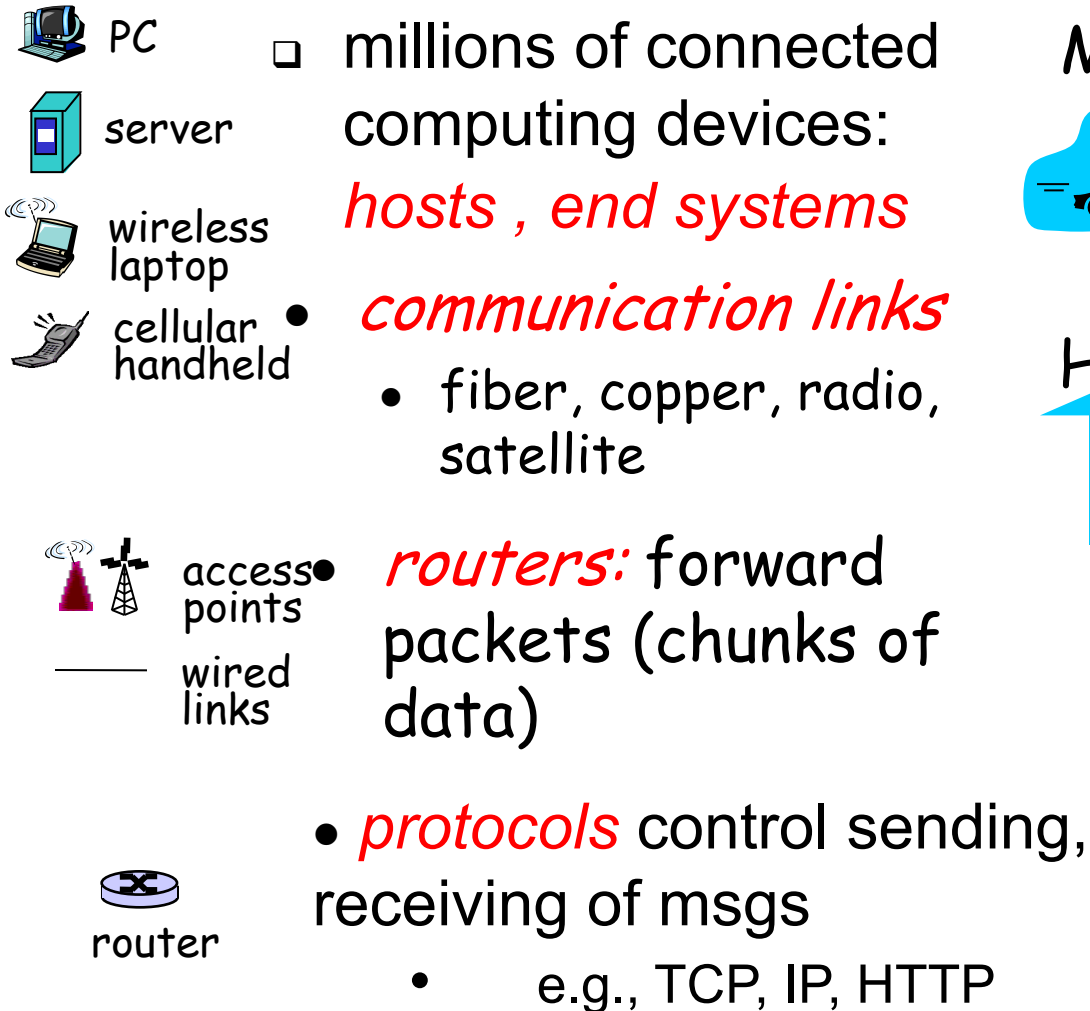 PC
server
wireless
laptop
cellular
handheld
access
points
wired
links
router
❑ millions of connected
computing devices:
hosts , end systems
• communication links
• fiber, copper, radio,
satellite
• routers: forward
packets (chunks of
data)
• protocols control sending,
receiving of msgs
• e.g., TCP, IP, HTTP